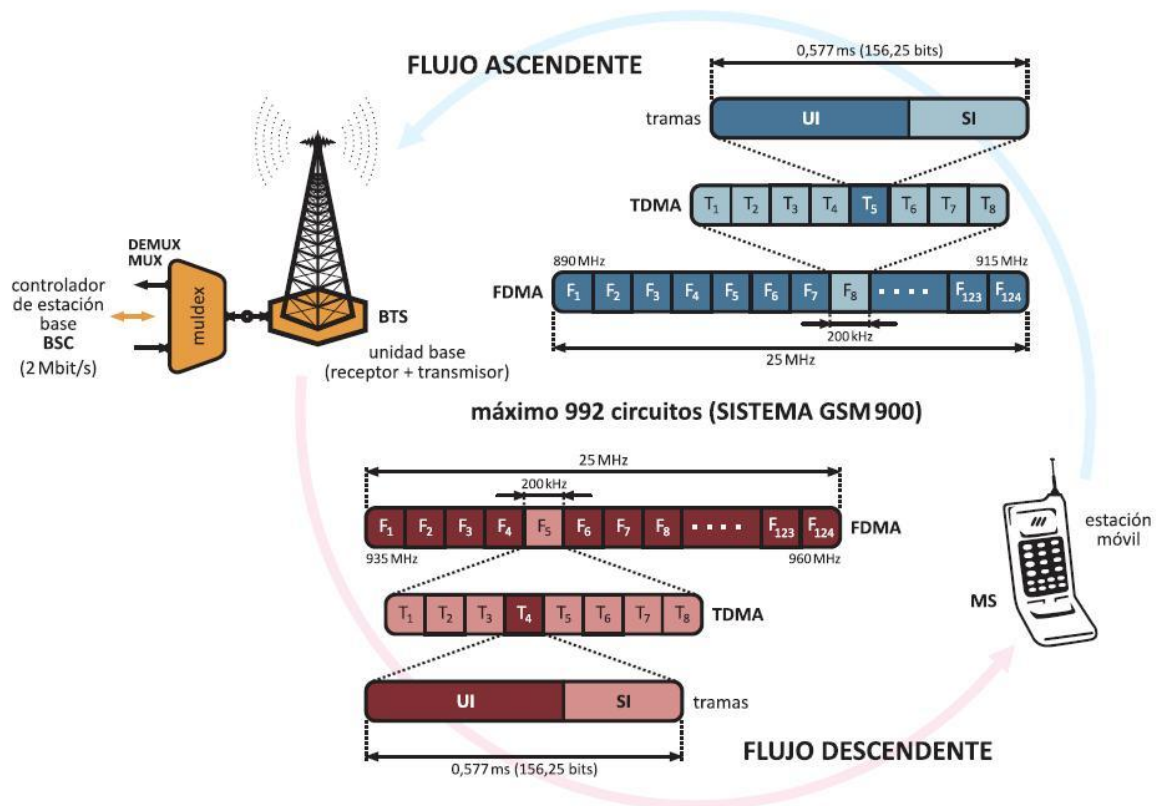 FLUJO ASCENDENTE
0,577 ms (156,25 bits)
tramas
UI
SI
TDMA
T1 T2 T3 T4 T5 T6 T7 T8
890 MHz
915 MHz
FDMA
F1 F2 F3 F4 F5 F6 F7 F8 .... F123 F124
200 kHz
25 MHz
DEMUX
MUX
controlador
de estación
base
BSC
(2 Mbit/s)
muldex
BTS
unidad base
(receptor + transmisor)
máximo 992 circuitos (SISTEMA GSM 900)
25 MHz
200 kHz
F1 F2 F3 F4 F5 F6 F7 F8 .... F123 F124
FDMA
935 MHz
960 MHz
T1 T2 T3 T4 T5 T6 T7 T8
TDMA
UI
SI
tramas
0,577 ms (156,25 bits)
FLUJO DESCENDENTE
estación
móvil
MS